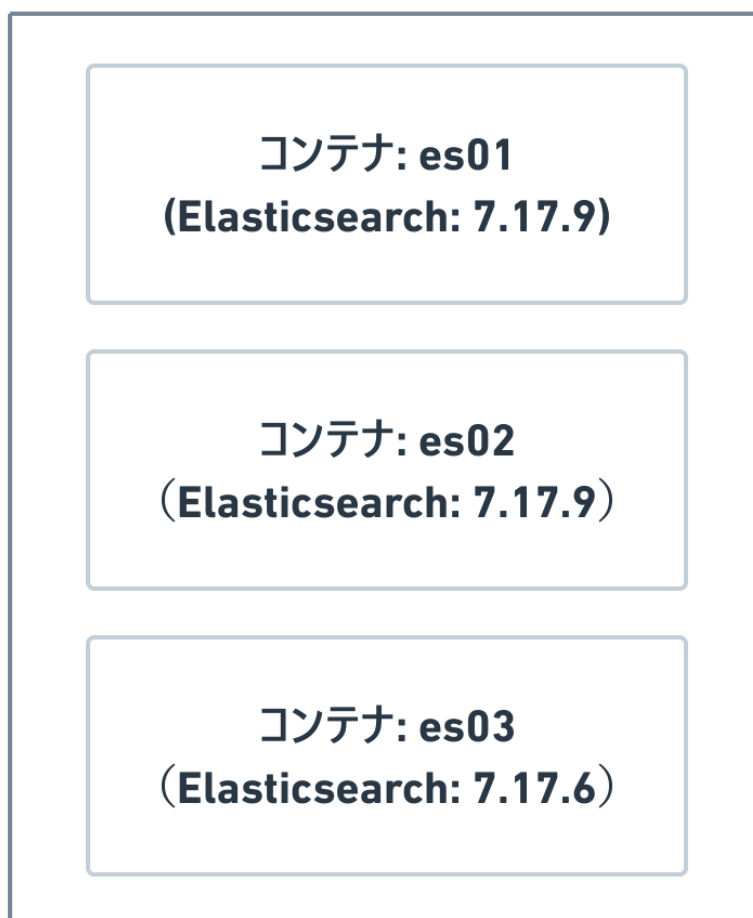 コンテナ: es01
(Elasticsearch: 7.17.9)
コンテナ: es02
（Elasticsearch: 7.17.9）
コンテナ: es03
（Elasticsearch: 7.17.6）